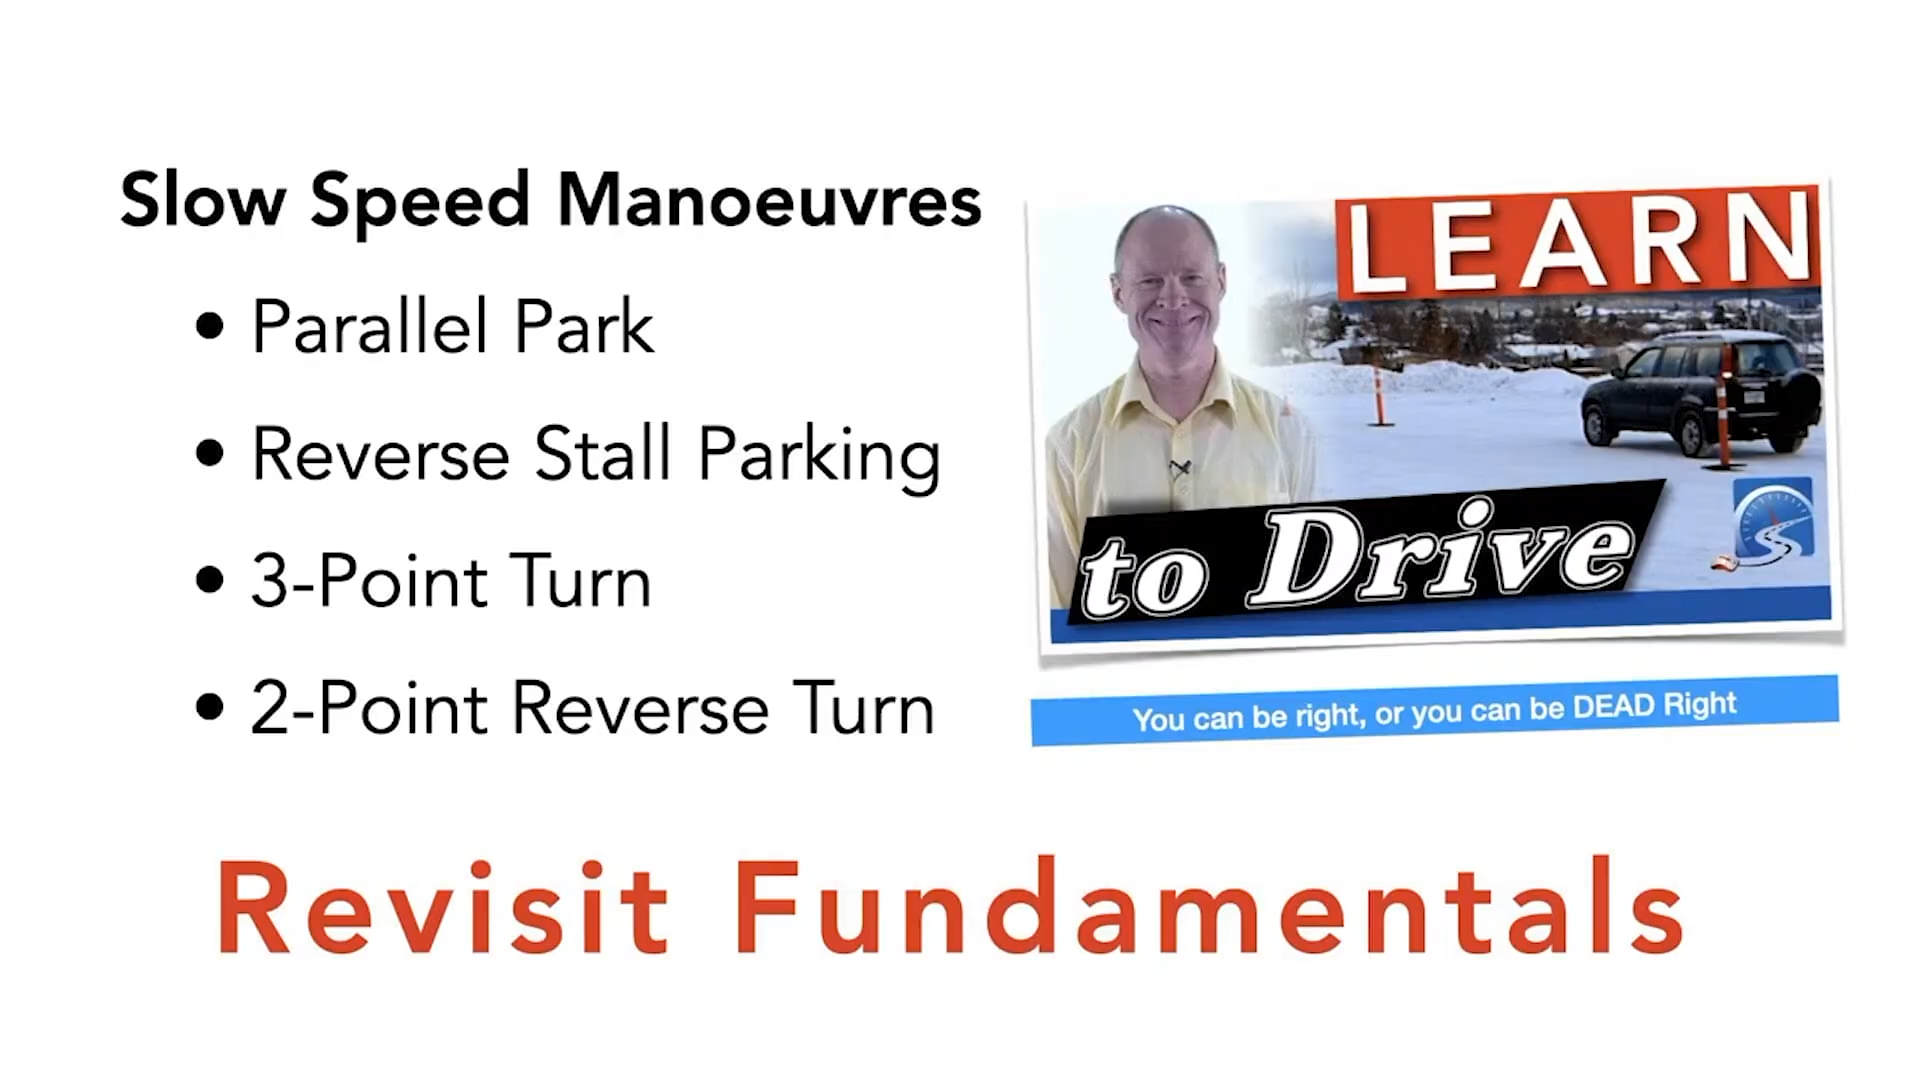 Slow Speed Manoeuvres
• Parallel Park
• Reverse Stall Parking
• 3-Point Turn
• 2-Point Reverse Turn
LEARN
to Drive
You can be right, or you can be DEAD Right
Revisit Fundamentals